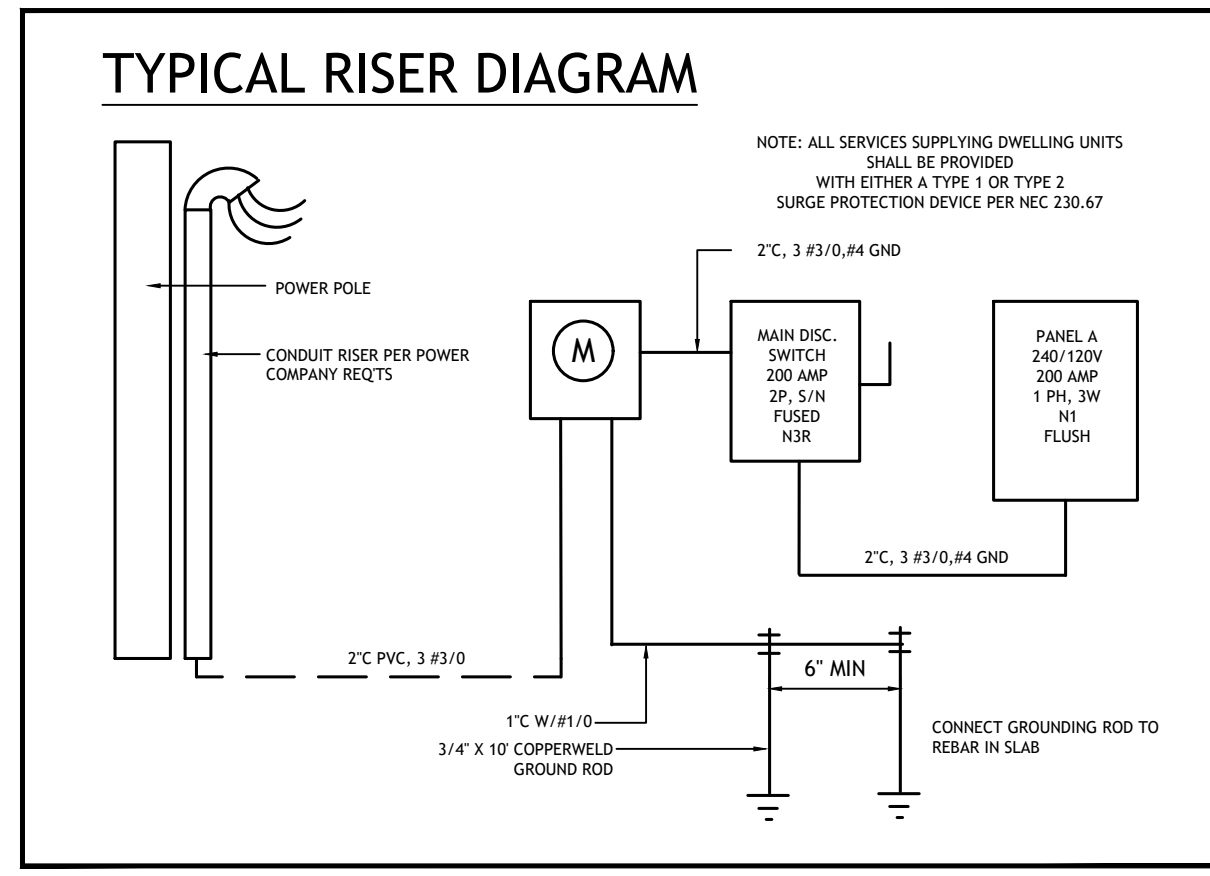 TYPICAL RISER DIAGRAM
NOTE: ALL SERVICES SUPPLYING DWELLING UNITS
SHALL BE PROVIDED
WITH EITHER A TYPE 1 OR TYPE 2
SURGE PROTECTION DEVICE PER NEC 230.67
2"C, 3 #3/0,#4 GND
POWER POLE
CONDUIT RISER PER POWER
COMPANY REQ'TS
M
MAIN DISC.
SWITCH
200 AMP
2P, S/N
FUSED
N3R
PANEL A
240/120V
200 AMP
1 PH, 3W
N1
FLUSH
2"C, 3 #3/0,#4 GND
2"C PVC, 3 #3/0
6" MIN
1"C W/#1/0
3/4" X 10' COPPERWELD
GROUND ROD
CONNECT GROUNDING ROD TO
REBAR IN SLAB